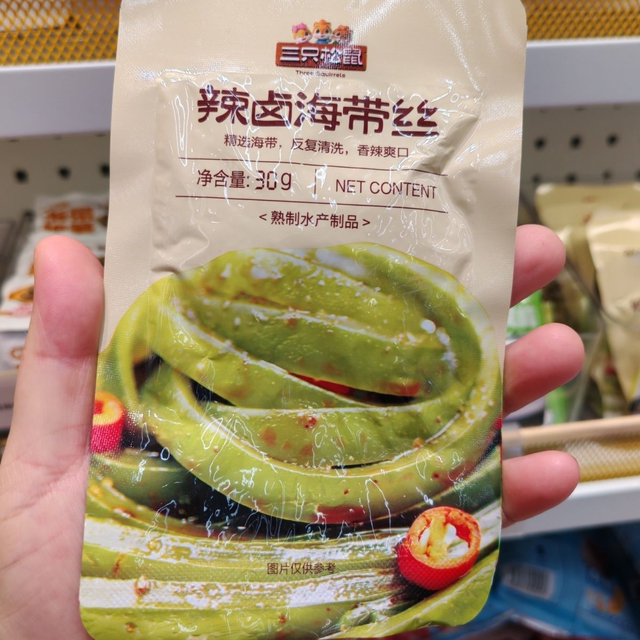 三只松鼠
Three Squirrels
辣卤海带丝
精选海带，反复清洗，香辣爽口
净含量: 30g | NET CONTENT
<熟制水产制品>
图片仅供参考